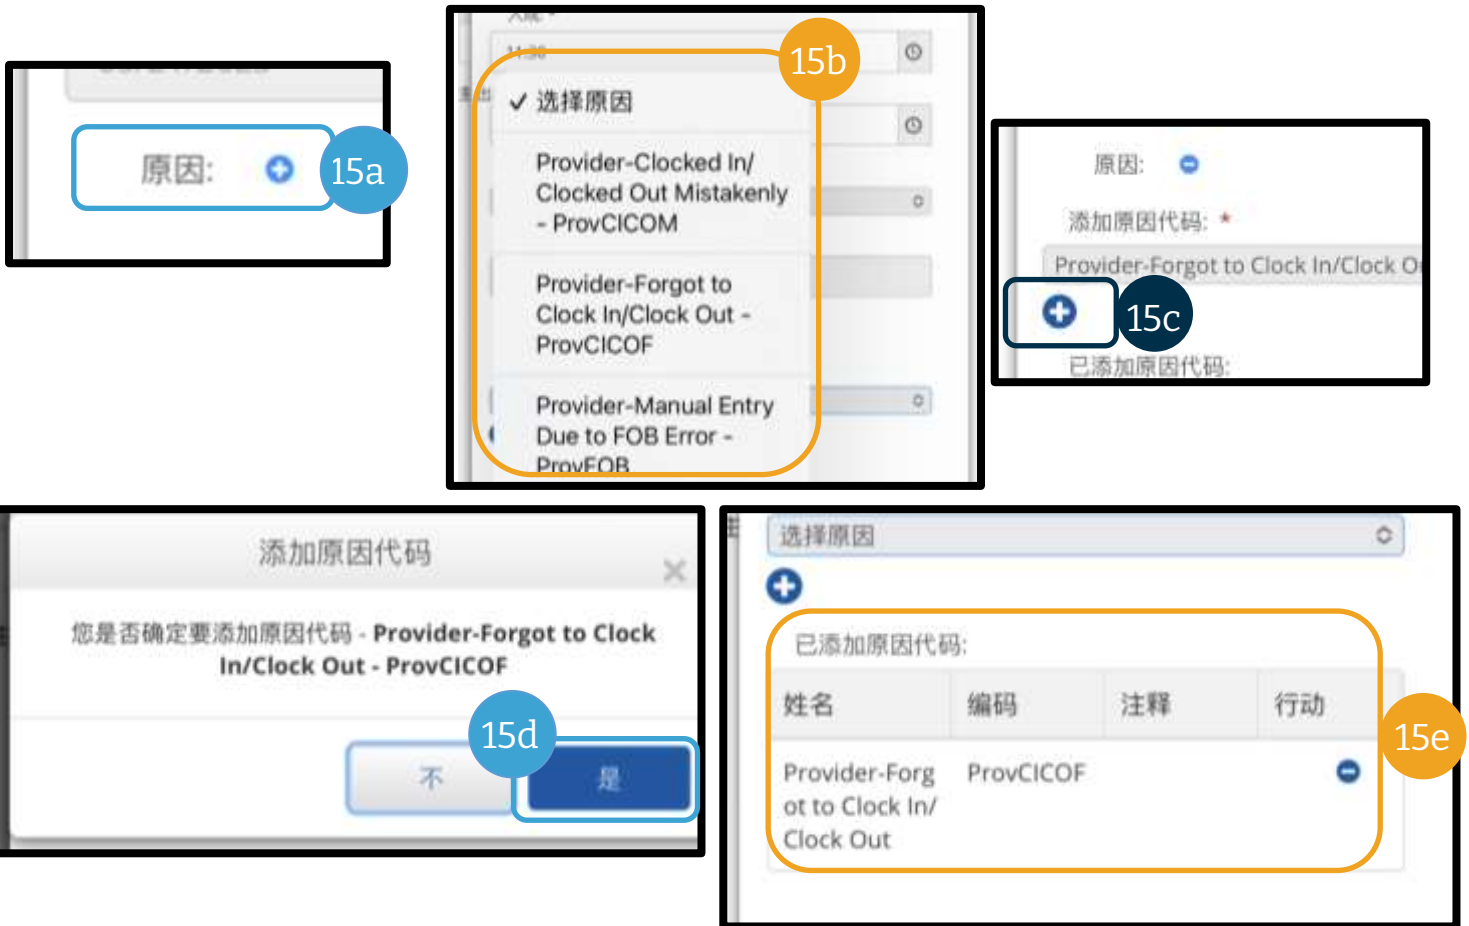 原因:
15a
11:30
15b
选择原因
Provider-Clocked In/
Clocked Out Mistakenly
- ProvCICOM
Provider-Forgot to
Clock In/Clock Out -
ProvCICOF
Provider-Manual Entry
Due to FOB Error -
ProvFOB
原因:
添加原因代码: *
Provider-Forgot to Clock In/Clock O
15c
已添加原因代码:
添加原因代码
您是否确定要添加原因代码 - Provider-Forgot to Clock
In/Clock Out - ProvCICOF
15d
不
是
选择原因
已添加原因代码:
姓名 编码 注释 行动
15e
Provider-Forg ProvCICOF
ot to Clock In/
Clock Out